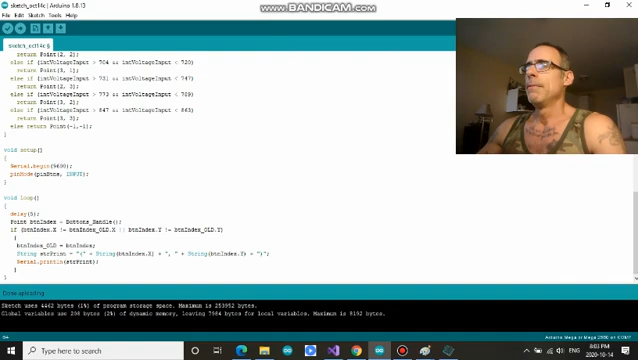 sketch_oct14c | Arduino 1.8.13
WWW.BANDICAM.COM
File Edit Sketch Tools Help
sketch_oct14c §
return Point(2, 2);
else if (intVoltageInput > 704 && intVoltageInput < 720)
return Point(3, 1);
else if (intVoltageInput > 731 && intVoltageInput < 747)
return Point(2, 3);
else if (intVoltageInput > 773 && intVoltageInput < 789)
return Point(3, 2);
else if (intVoltageInput > 847 && intVoltageInput < 863)
return Point(3, 3);
else return Point(-1,-1);
}
void setup()
{
Serial.begin(9600);
pinMode(pinBtns, INPUT);
}
void loop()
{
delay(5);
Point btnIndex = Buttons_Handle();
if (btnIndex.X != btnIndex_OLD.X || btnIndex.Y != btnIndex_OLD.Y)
{
btnIndex_OLD = btnIndex;
String strPrint = "(" + String(btnIndex.X) + ", " + String(btnIndex.Y) + ")";
Serial.println(strPrint);
}
}
Done uploading.
Sketch uses 4462 bytes (1%) of program storage space. Maximum is 253952 bytes.
Global variables use 208 bytes (2%) of dynamic memory, leaving 7984 bytes for local variables. Maximum is 8192 bytes.
Type here to search
ENG
8:03 PM
2020-10-14